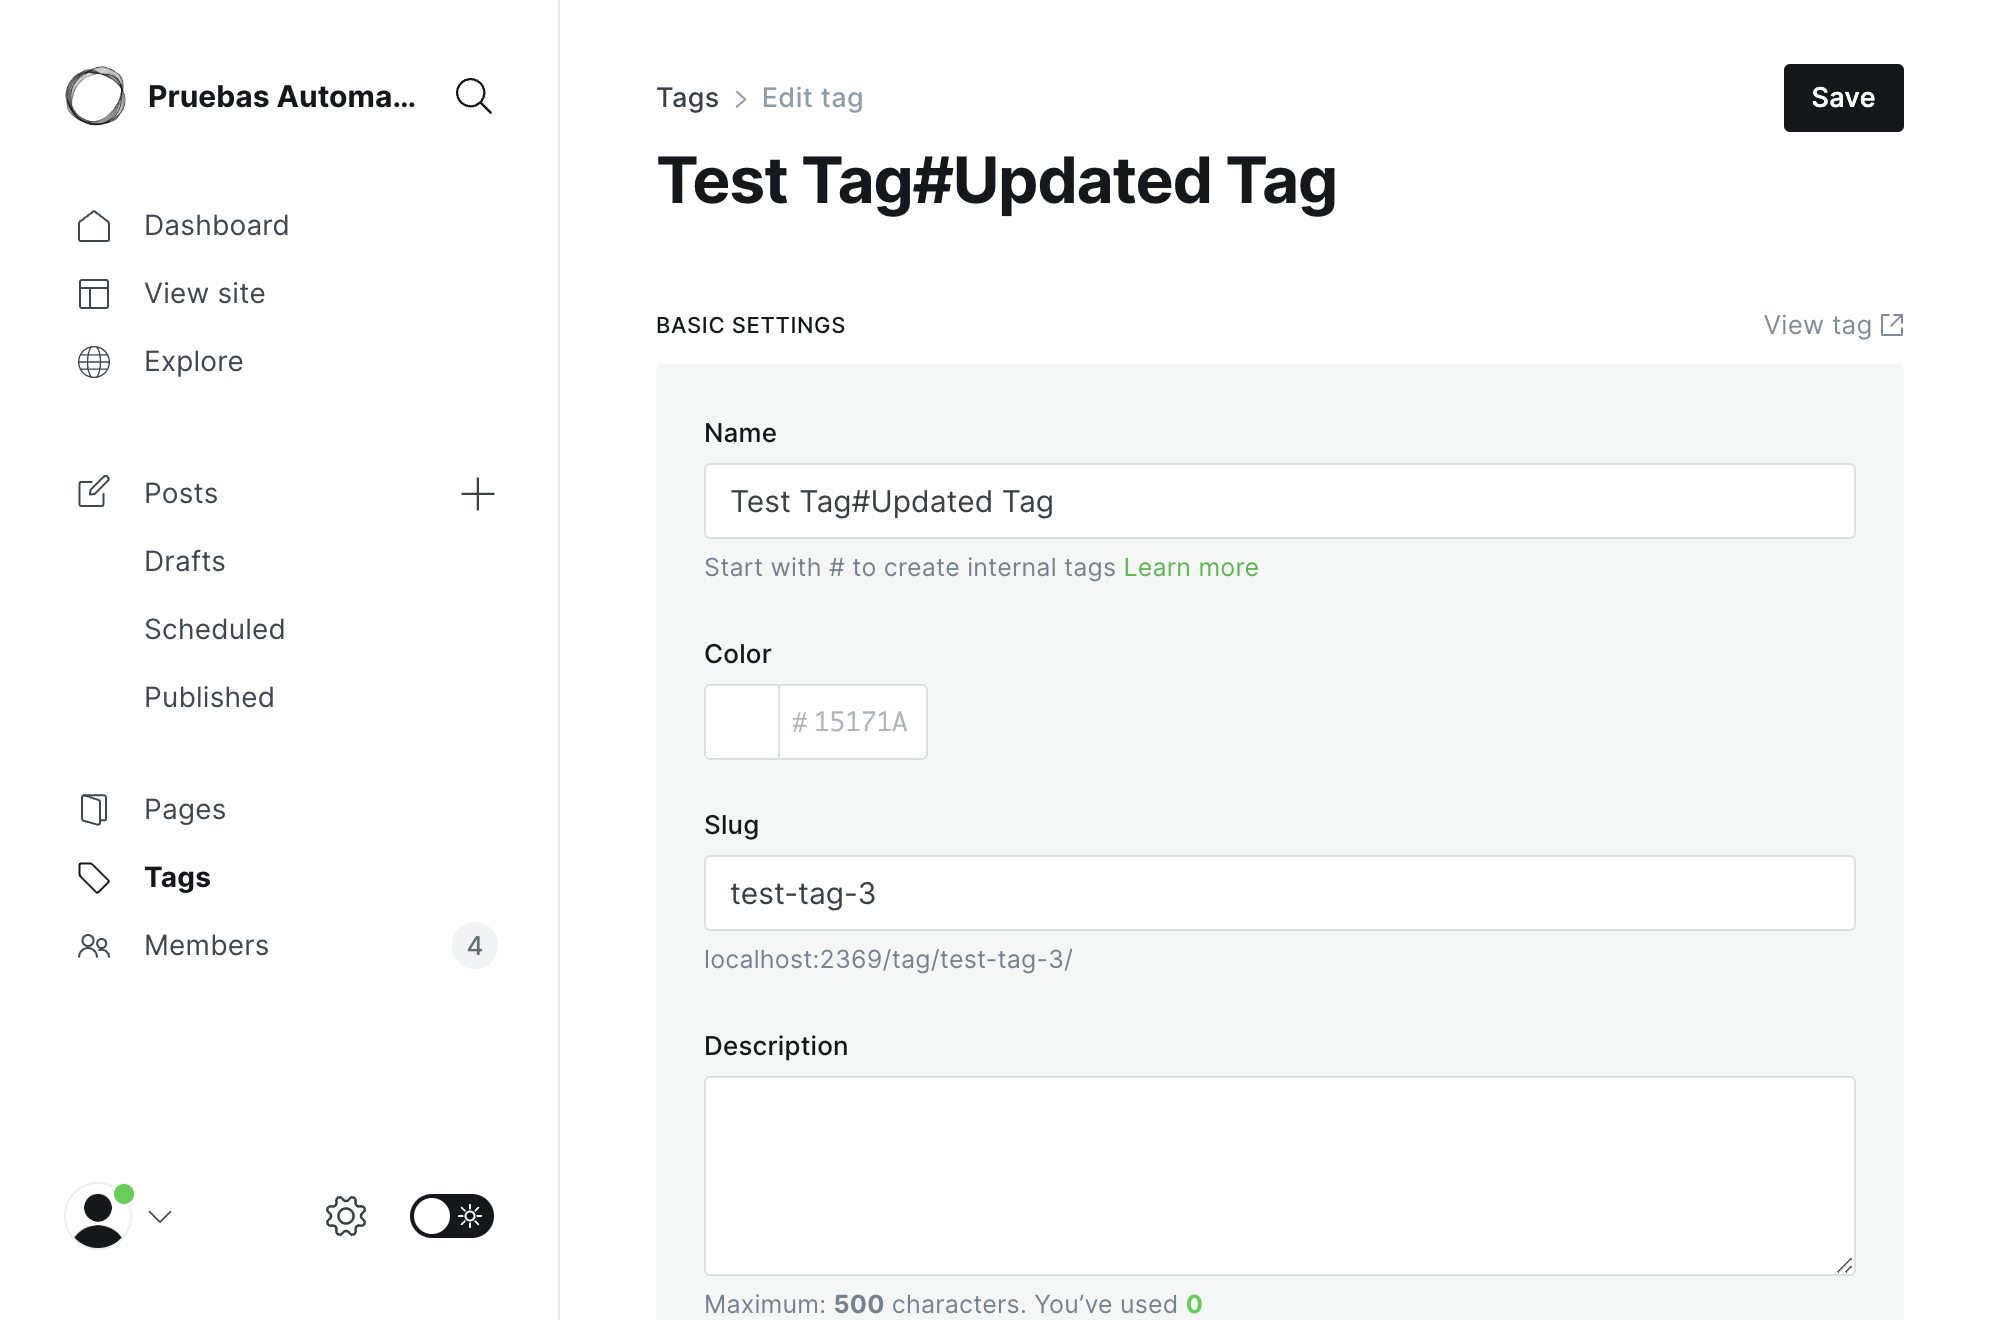 Pruebas Automa...
Dashboard
View site
Explore
Posts
Drafts
Scheduled
Published
Pages
Tags
Members 4
Tags > Edit tag
Save
Test Tag#Updated Tag
BASIC SETTINGS
View tag
Name
Test Tag#Updated Tag
Start with # to create internal tags Learn more
Color
# 15171A
Slug
test-tag-3
localhost:2369/tag/test-tag-3/
Description
Maximum: 500 characters. You’ve used 0